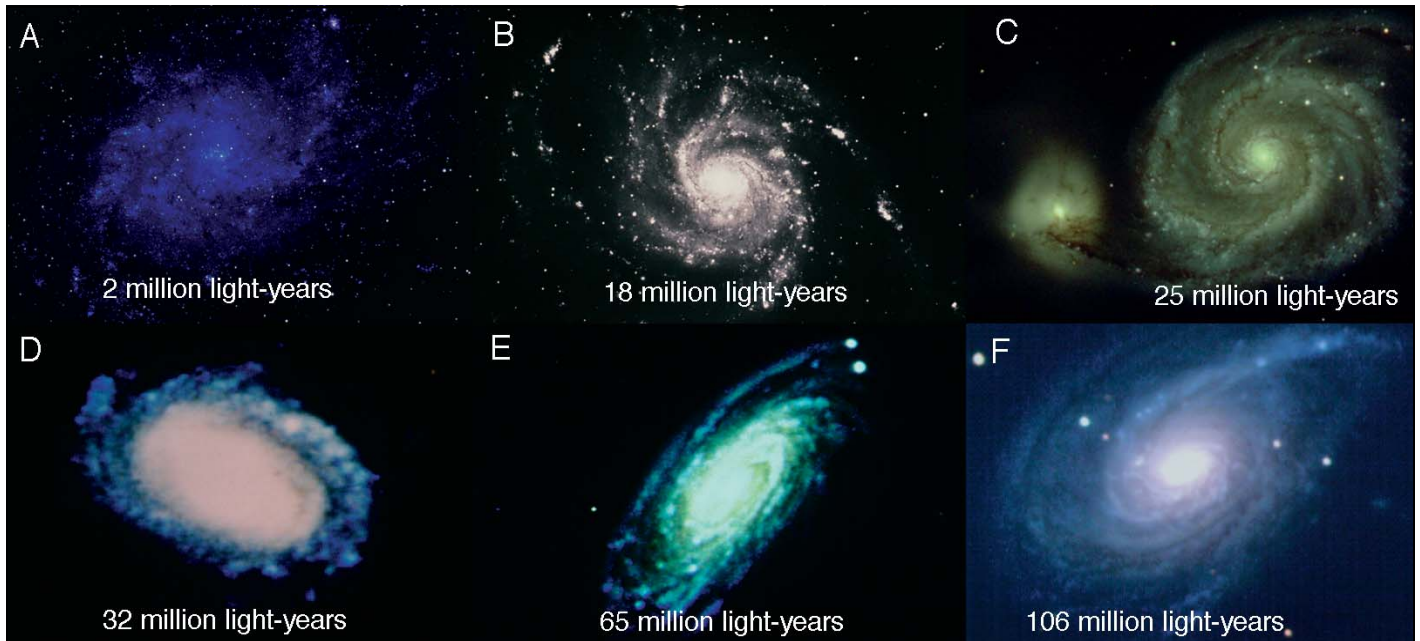 A
B
C
2 million light-years
18 million light-years
25 million light-years
D
E
F
32 million light-years
65 million light-years
106 million light-years